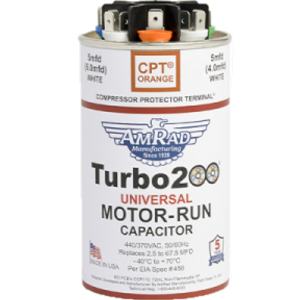 CPT®
ORANGE
5mfd
(5.0mfd)
WHITE
5mfd
(4.0mfd)
WHITE
COMPRESSOR PROTECTOR TERMINAL
AMRAD
Manufacturing
Since 1939
Turbo200
UNIVERSAL
MOTOR-RUN
CAPACITOR
440/370VAC, 50/60Hz
Replaces 2.5 to 67.5 MFD
-40°C to +70°C
Per EIA Spec #456
MADE IN USA
5